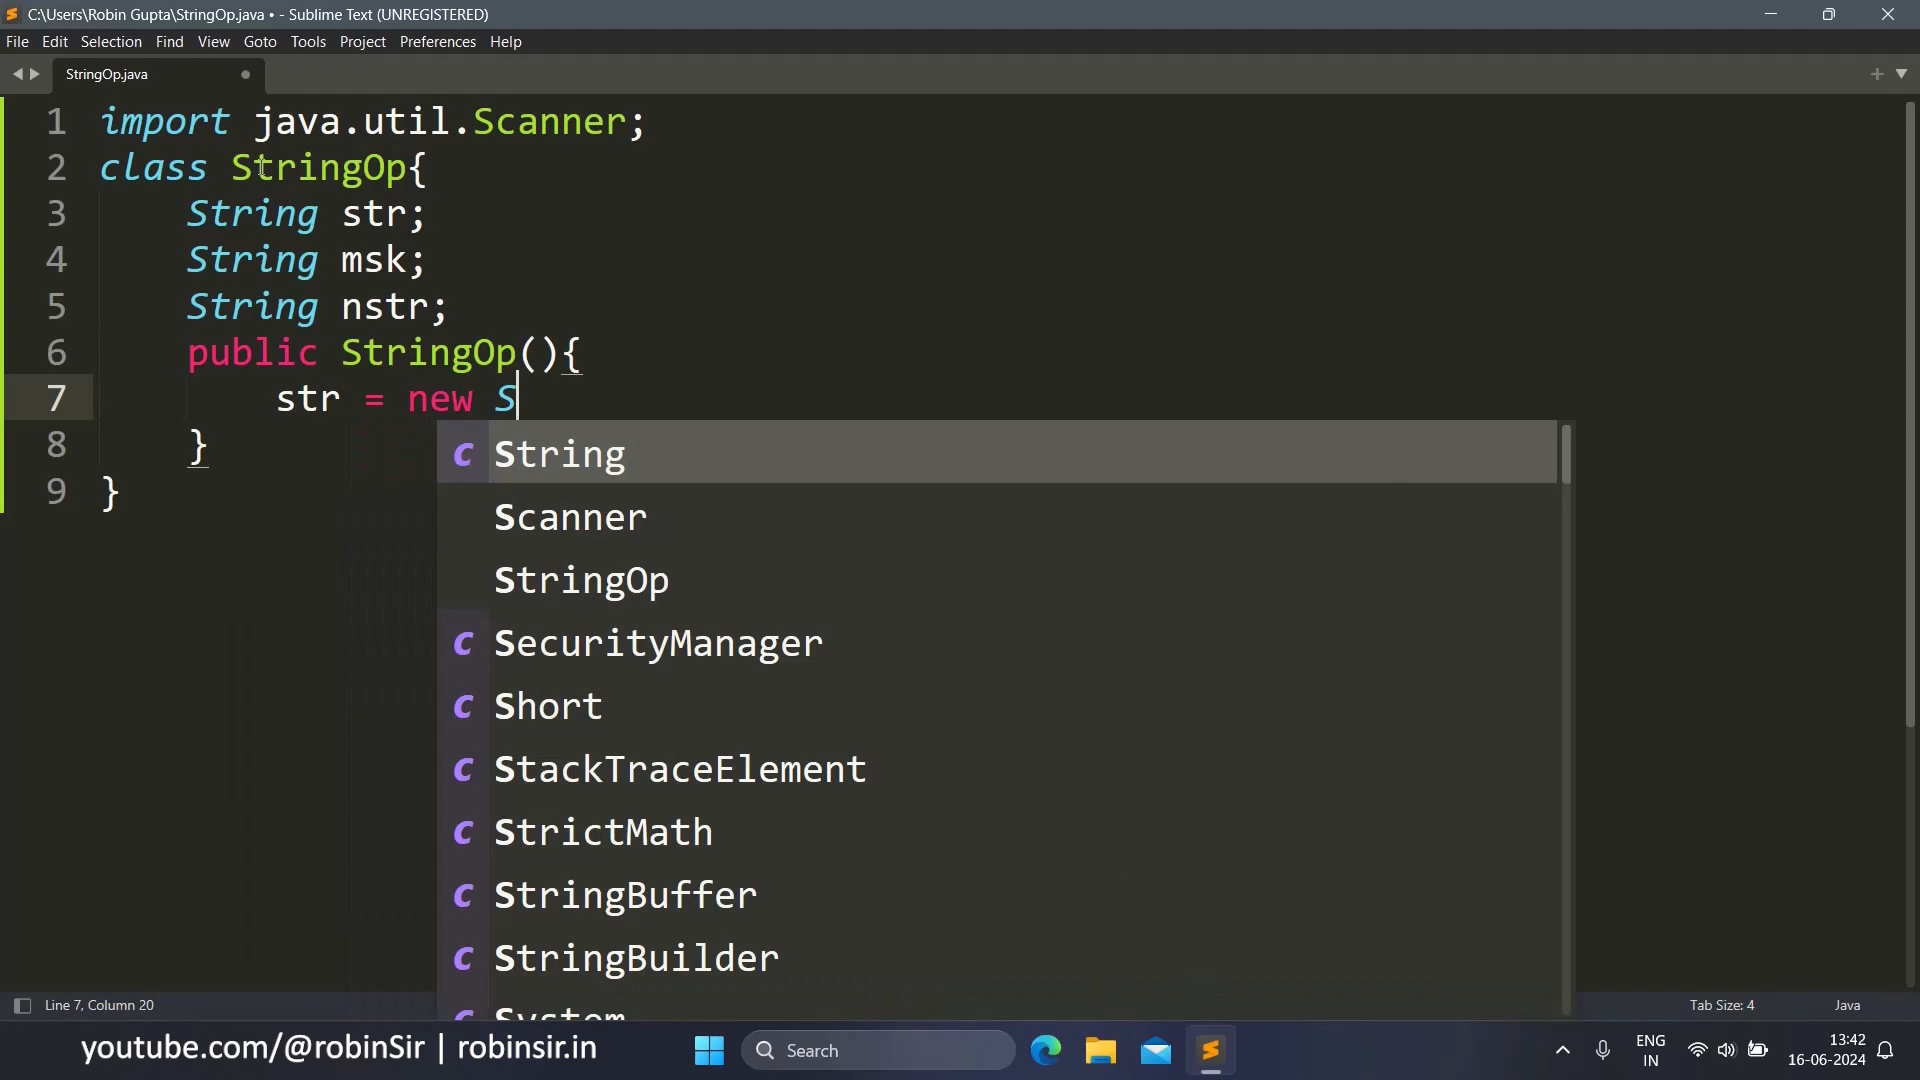 C:\Users\Robin Gupta\StringOp.java • - Sublime Text (UNREGISTERED)
File Edit Selection Find View Goto Tools Project Preferences Help
StringOp.java
1 import java.util.Scanner;
2 class StringOp{
3 String str;
4 String msk;
5 String nstr;
6 public StringOp(){
7 str = new S
8 }
9 }
c String
Scanner
StringOp
c SecurityManager
c Short
c StackTraceElement
c StrictMath
c StringBuffer
c StringBuilder
c System
Line 7, Column 20 Tab Size: 4 Java
youtube.com/@robinSir | robinsir.in
Search
ENG
IN
13:42
16-06-2024